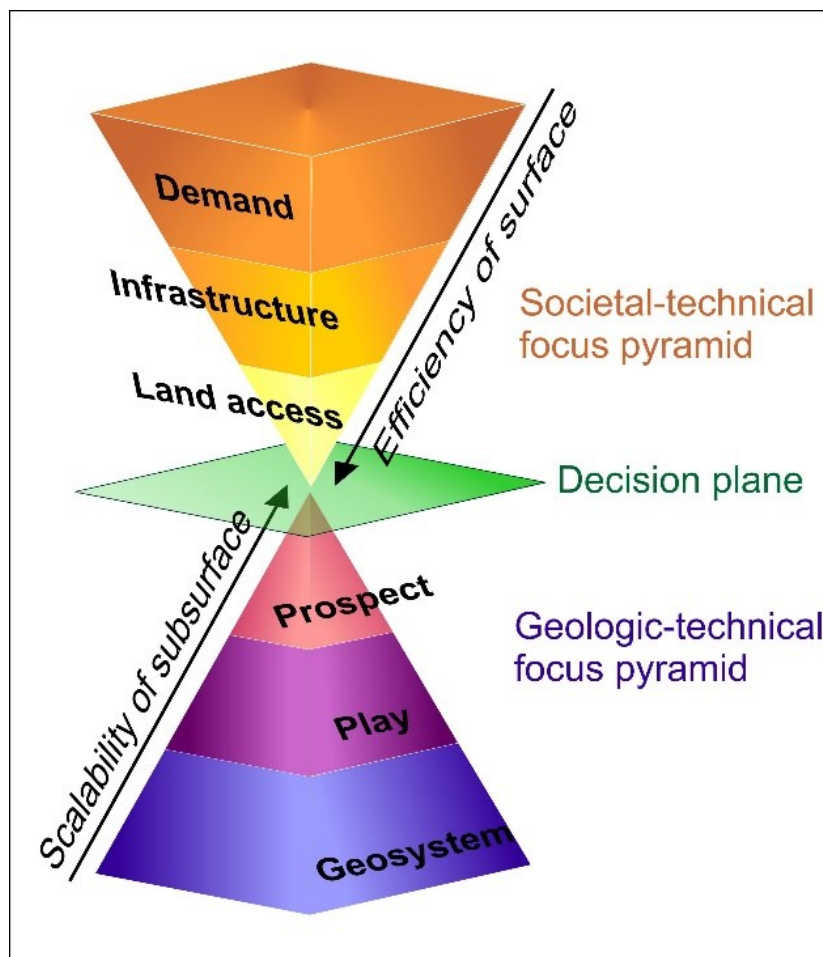 Demand
Infrastructure
Land access
Efficiency of surface
Societal-technical
focus pyramid
Decision plane
Scalability of subsurface
Prospect
Play
Geosystem
Geologic-technical
focus pyramid